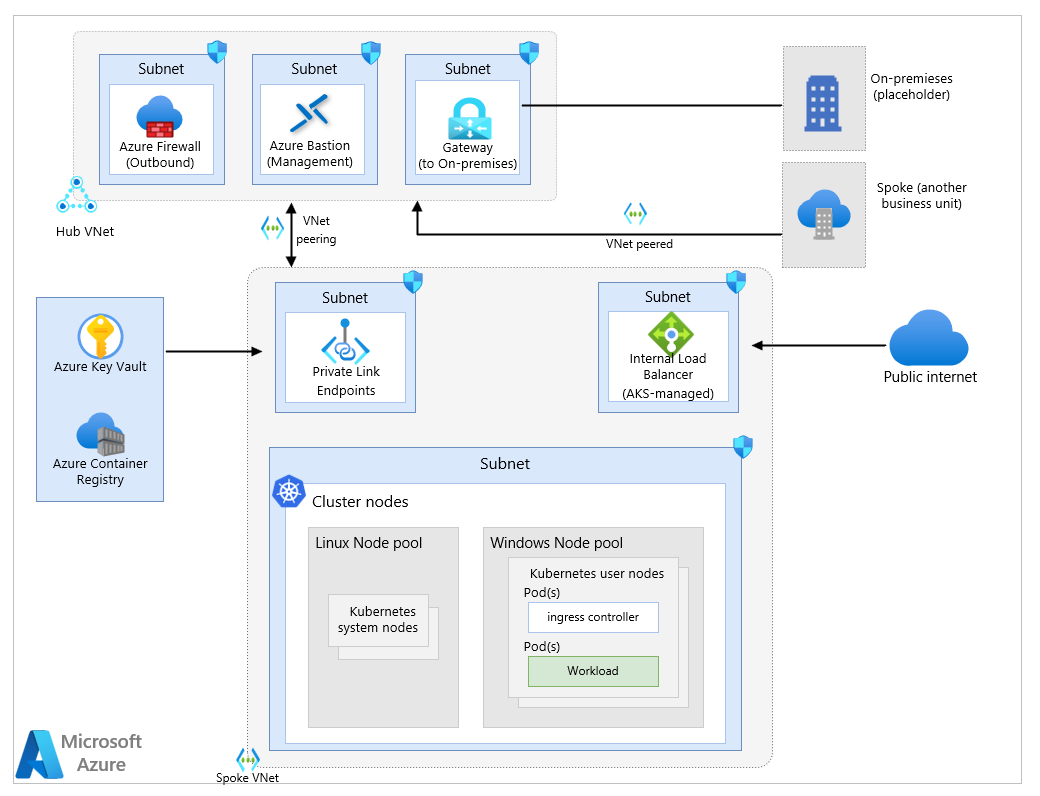 Subnet
Azure Firewall
(Outbound)
Subnet
Azure Bastion
(Management)
Subnet
Gateway
(to On-premises)
On-premieses
(placeholder)
Spoke (another
business unit)
Hub VNet
VNet
peering
VNet peered
Azure Key Vault
Azure Container
Registry
Subnet
Private Link
Endpoints
Subnet
Internal Load
Balancer
(AKS-managed)
Public internet
Subnet
Cluster nodes
Linux Node pool
Kubernetes
system nodes
Windows Node pool
Kubernetes user nodes
Pod(s)
ingress controller
Pod(s)
Workload
Microsoft
Azure
Spoke VNet